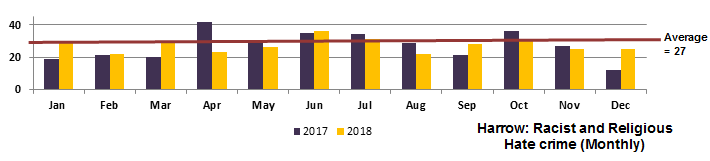 40
20
0
Average
= 27
Jan Feb Mar Apr May Jun Jul Aug Sep Oct Nov Dec
2017 2018
Harrow: Racist and Religious
Hate crime (Monthly)